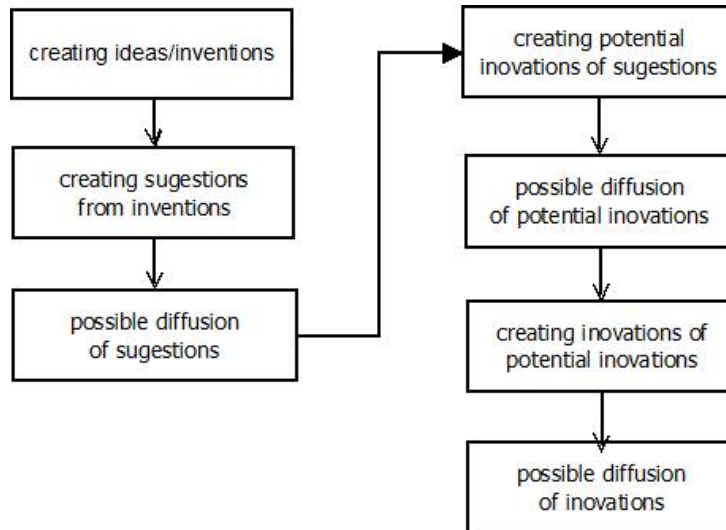 creating ideas/inventions
creating sugestions
from inventions
possible diffusion
of sugestions
creating potential
inovations of sugestions
possible diffusion
of potential inovations
creating inovations of
potential inovations
possible diffusion
of inovations